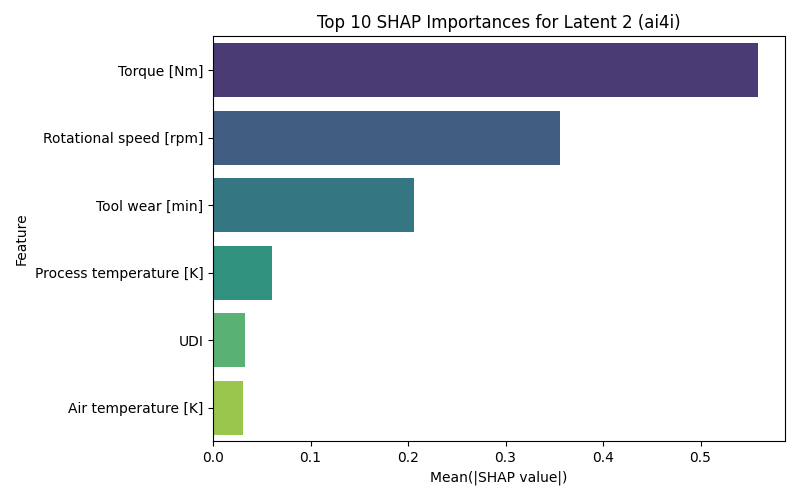 Top 10 SHAP Importances for Latent 2 (ai4i)
Feature
Torque [Nm]
Rotational speed [rpm]
Tool wear [min]
Process temperature [K]
UDI
Air temperature [K]
0.0 0.1 0.2 0.3 0.4 0.5
Mean(|SHAP value|)